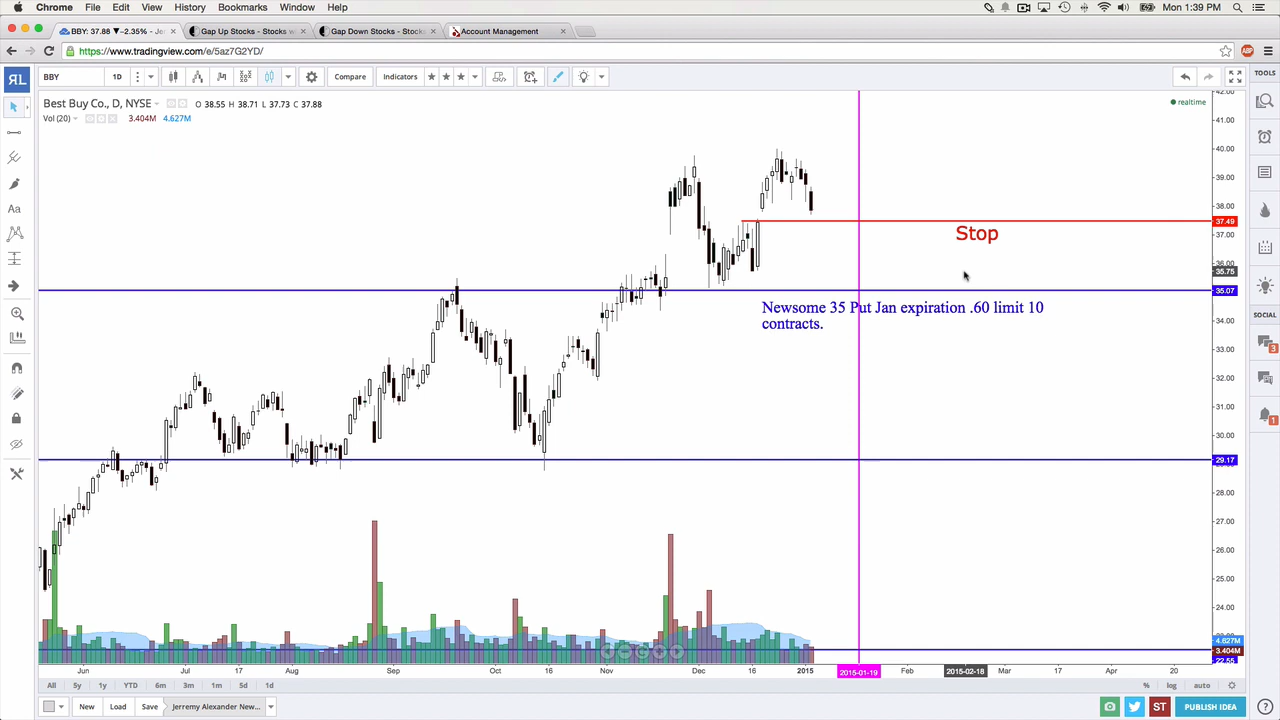 Chrome File Edit View History Bookmarks Window Help Mon 1:39 PM
BBY: 37.88 ▼−2.35% - Je
Gap Up Stocks - Stocks w
Gap Down Stocks - Stocks
Account Management
https://www.tradingview.com/e/5az7G2YD/
BBY 1D Compare Indicators TOOLS
Best Buy Co., D, NYSE O 38.55 H 38.71 L 37.73 C 37.88 realtime
Vol (20) 3.404M 4.627M
42.00
41.00
40.00
39.00
38.00
37.49
Stop
37.00
36.00
35.75
35.07
Newsome 35 Put Jan expiration .60 limit 10
contracts.
SOCIAL
3
34.00
33.00
32.00
31.00
1
30.00
29.17
28.00
27.00
26.00
25.00
24.00
4.627M
3.404M
22.55
Jun Jul 17 Aug Sep Oct 16 Nov Dec 16 2015 2015-01-19 Feb 2015-02-18 Mar 17 Apr 20
All 5y 1y YTD 6m 3m 1m 5d 1d % log auto
New Load Save Jerremy Alexander New... ST PUBLISH IDEA